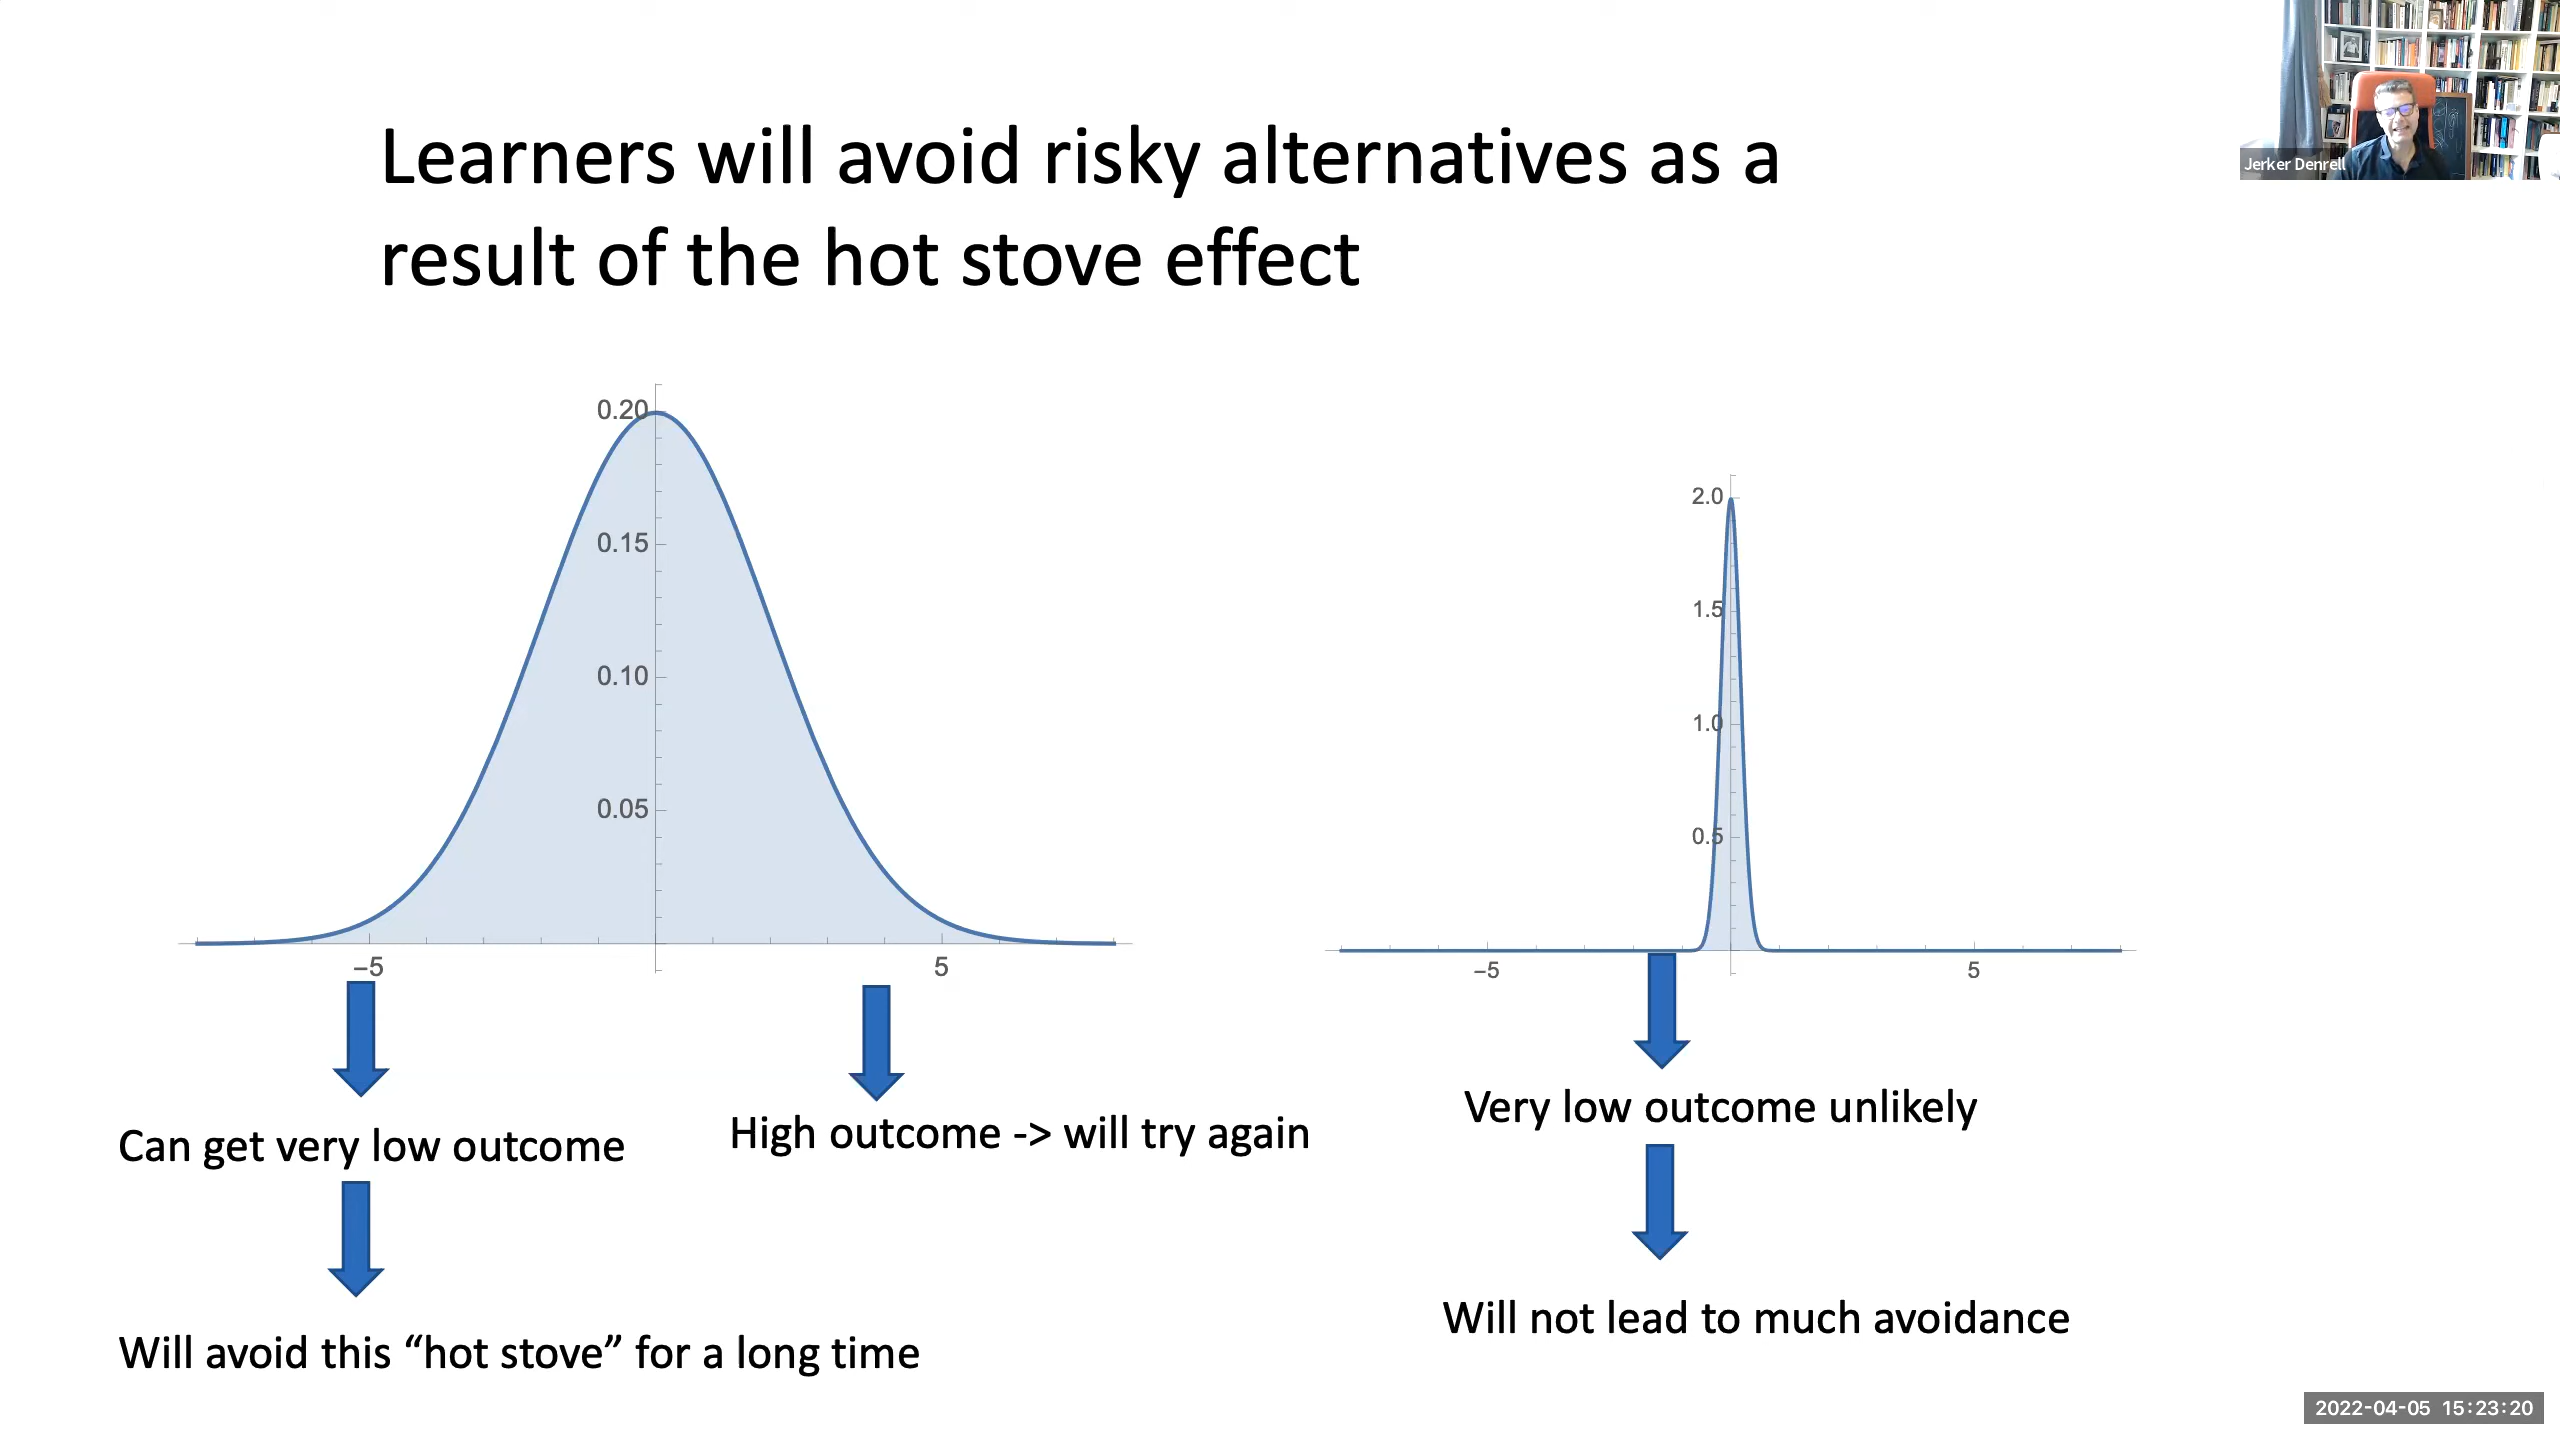 Learners will avoid risky alternatives as a
result of the hot stove effect
Jerker Denrell
0.20
0.15
0.10
0.05
−5
5
2.0
1.5
1.0
0.5
−5
5
Can get very low outcome
High outcome -> will try again
Very low outcome unlikely
Will avoid this “hot stove” for a long time
Will not lead to much avoidance
2022-04-05 15:23:20